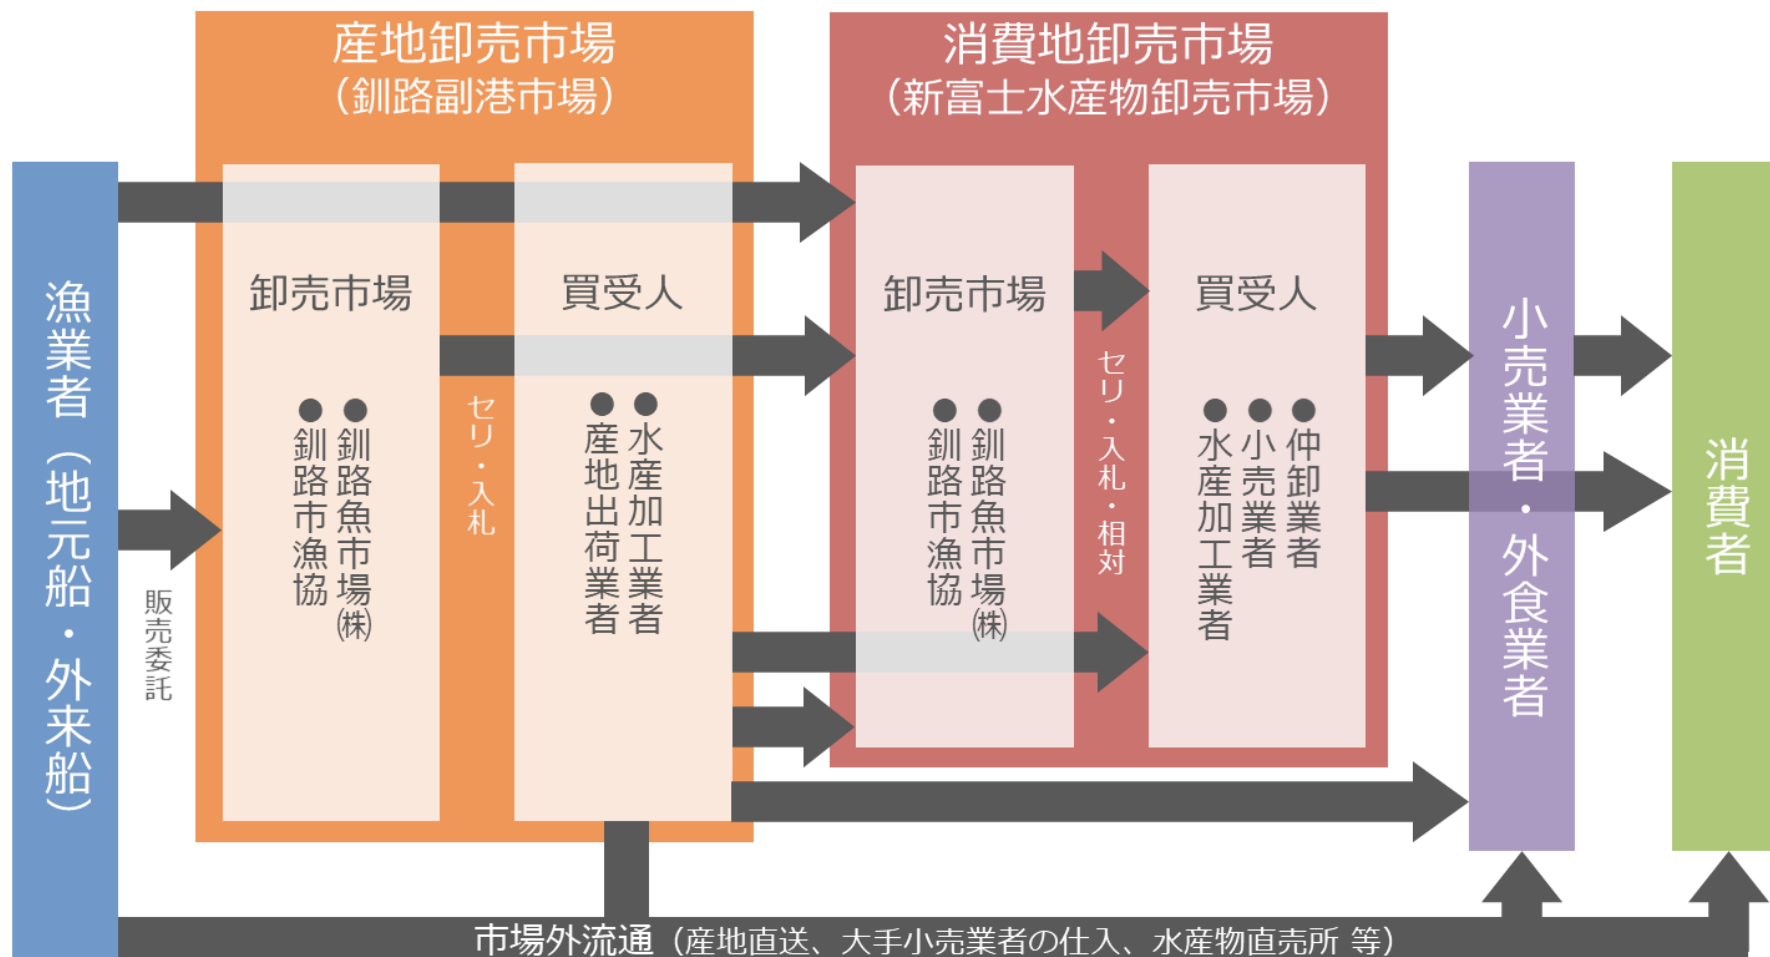 産地卸売市場
（釧路副港市場）
消費地卸売市場
（新富士水産物卸売市場）
漁業者（地元船・外来船）
販売委託
卸売市場
●釧路魚市場㈱
●釧路市漁協
セリ・入札
買受人
●水産加工業者
●産地出荷業者
卸売市場
●釧路魚市場㈱
●釧路市漁協
セリ・入札・相対
買受人
●仲卸業者
●小売業者
●水産加工業者
小売業者・外食業者
消費者
市場外流通（産地直送、大手小売業者の仕入、水産物直売所 等）